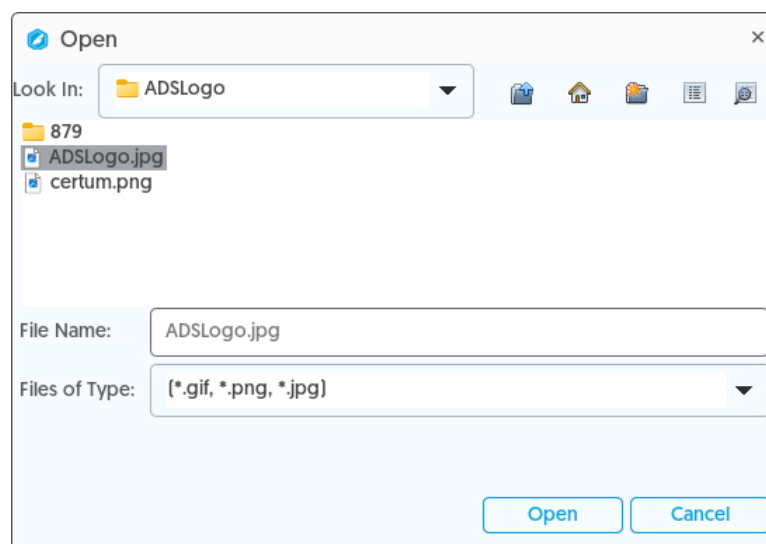 Open
Look In: ADSLogo
879
ADSLogo.jpg
certum.png
File Name: ADSLogo.jpg
Files of Type: (*.gif, *.png, *.jpg)
Open Cancel